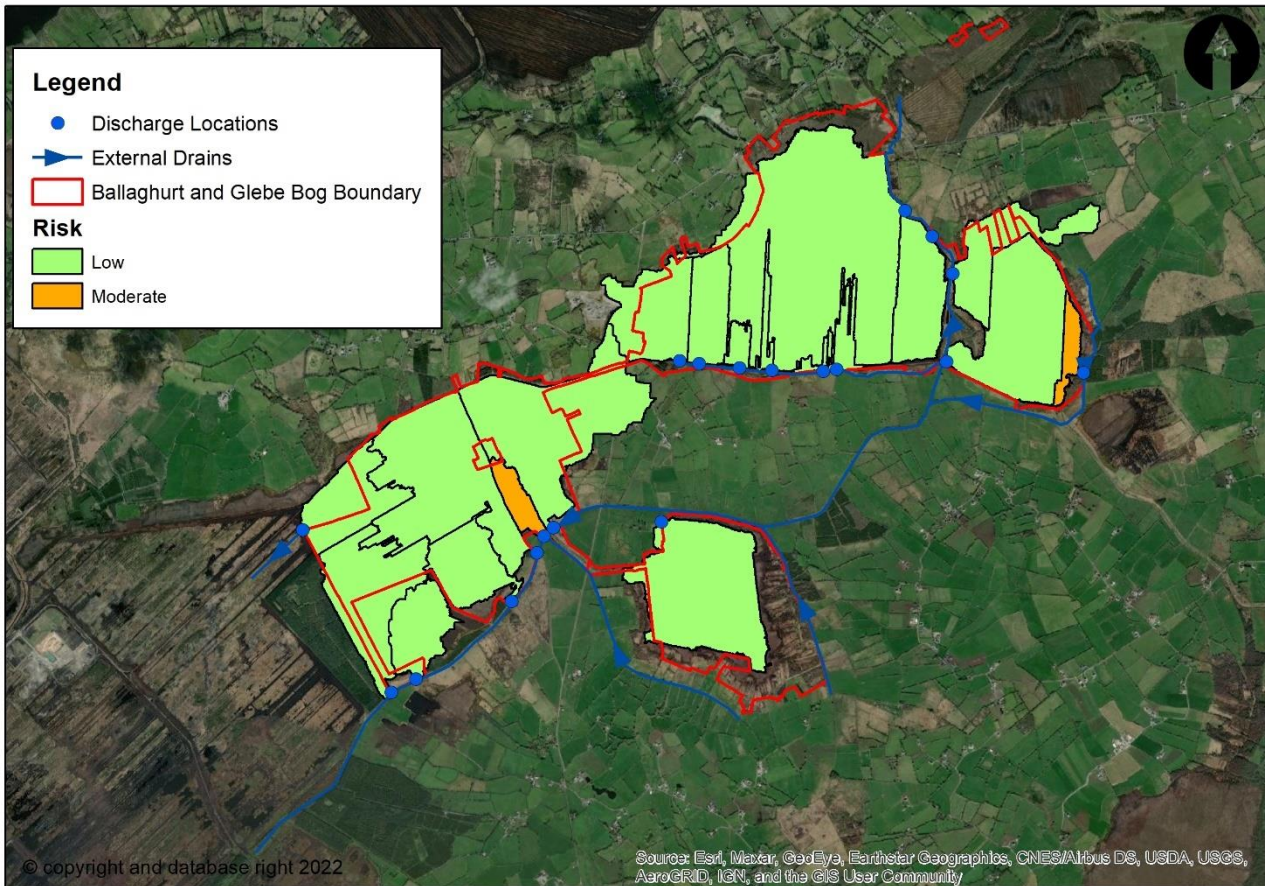 Legend
Discharge Locations
External Drains
Ballaghurt and Glebe Bog Boundary
Risk
Low
Moderate
© copyright and database right 2022
Source: Esri, Maxar, GeoEye, Earthstar Geographics, CNES/Airbus DS, USDA, USGS,
AeroGRID, IGN, and the GIS User Community